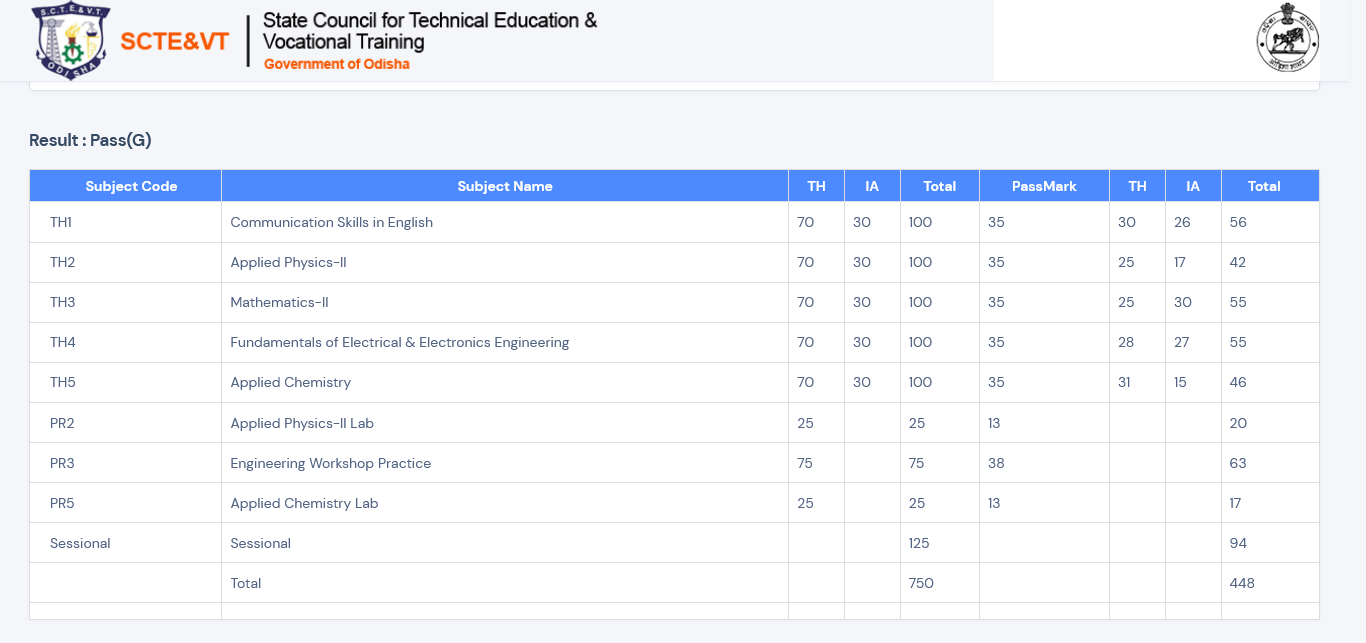 S.C.T.E.&V.T.
ODISHA
SCTE&VT
State Council for Technical Education &
Vocational Training
Government of Odisha
Result : Pass(G)
Subject Code Subject Name TH IA Total PassMark TH IA Total
TH1 Communication Skills in English 70 30 100 35 30 26 56
TH2 Applied Physics-II 70 30 100 35 25 17 42
TH3 Mathematics-II 70 30 100 35 25 30 55
TH4 Fundamentals of Electrical & Electronics Engineering 70 30 100 35 28 27 55
TH5 Applied Chemistry 70 30 100 35 31 15 46
PR2 Applied Physics-II Lab 25 25 13 20
PR3 Engineering Workshop Practice 75 75 38 63
PR5 Applied Chemistry Lab 25 25 13 17
Sessional Sessional 125 94
Total 750 448